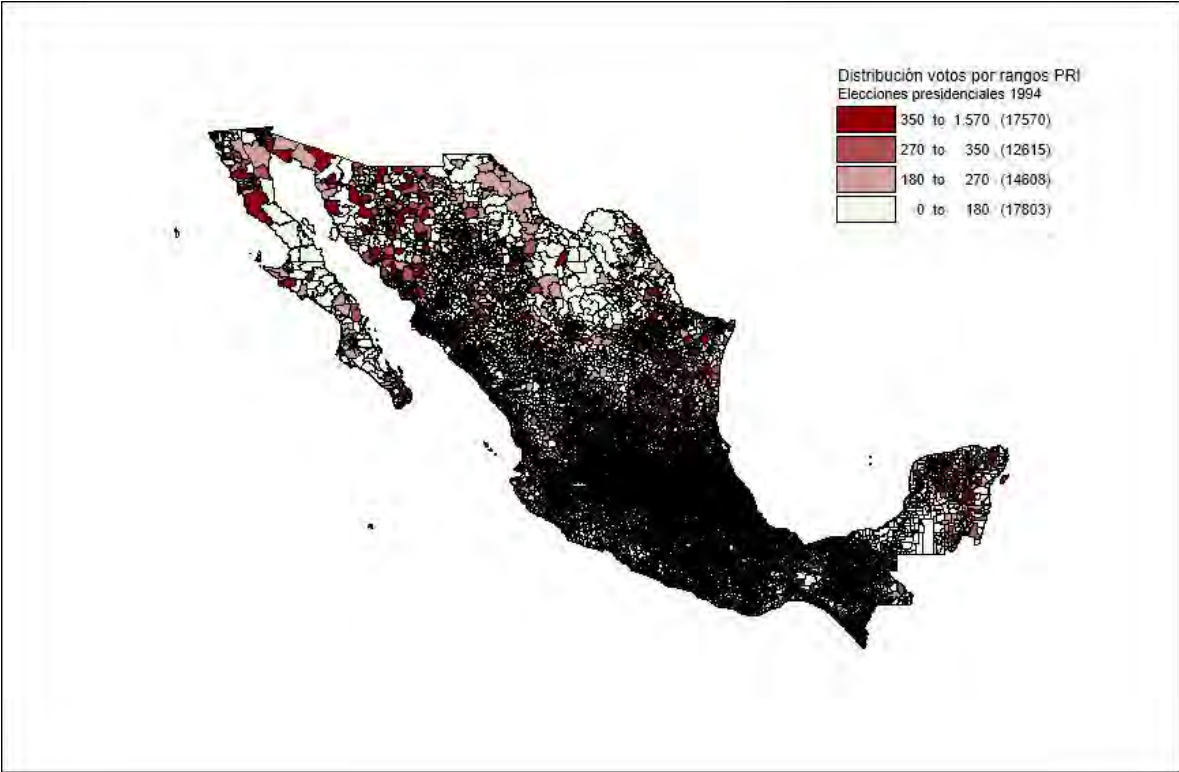 Distribución votos por rangos PRI
Elecciones presidenciales 1994
350 to 1.570 (17570)
270 to 350 (12615)
180 to 270 (14608)
0 to 180 (17803)